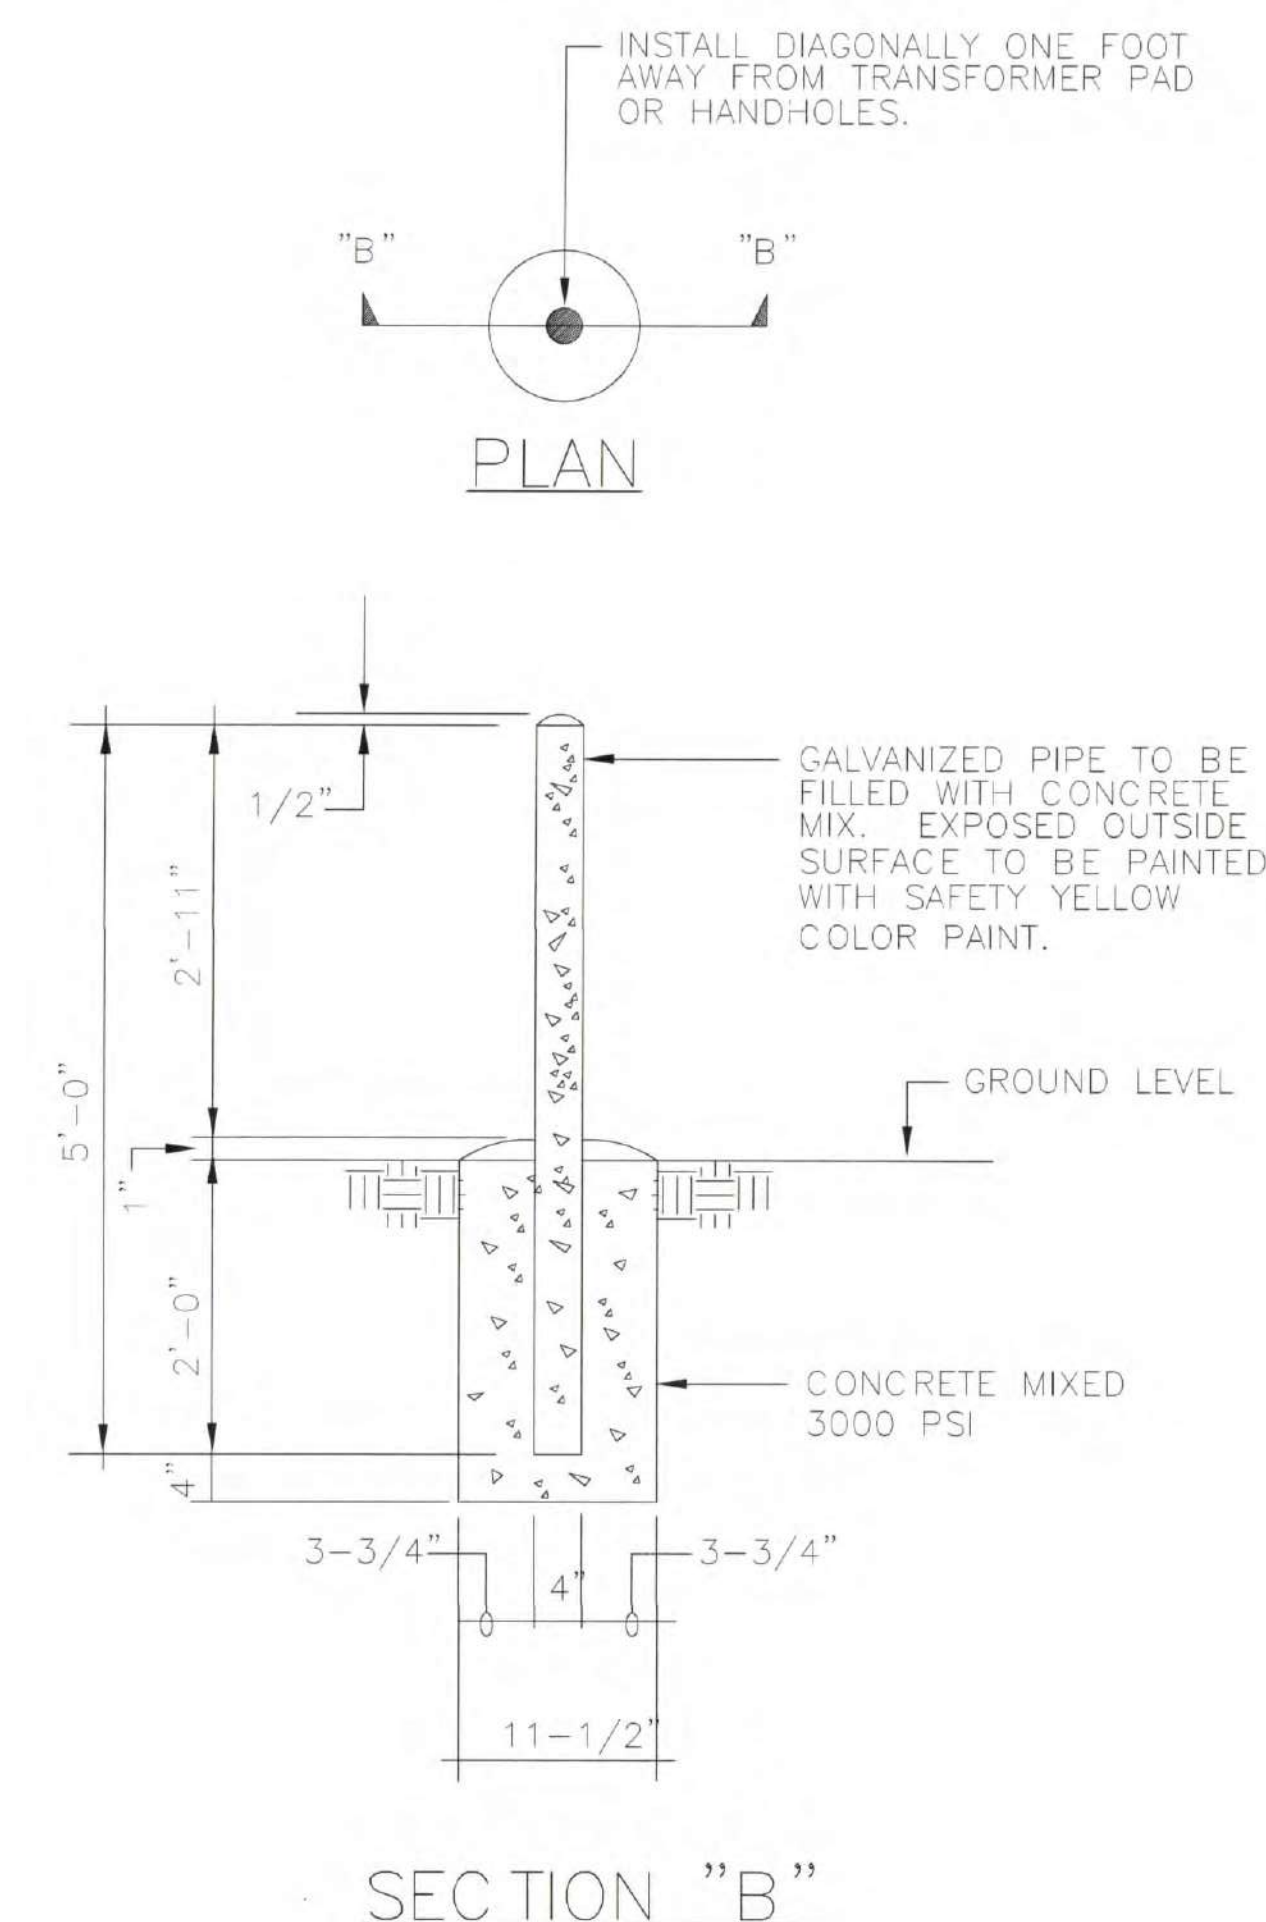 INSTALL DIAGONALLY ONE FOOT
AWAY FROM TRANSFORMER PAD
OR HANDHOLES.
"B" "B"
PLAN
1/2"
GALVANIZED PIPE TO BE
FILLED WITH CONCRETE
MIX. EXPOSED OUTSIDE
SURFACE TO BE PAINTED
WITH SAFETY YELLOW
COLOR PAINT.
2'-11"
5'-0"
GROUND LEVEL
1"
2'-0"
CONCRETE MIXED
3000 PSI
4"
3-3/4" 3-3/4"
4"
11-1/2"
SECTION "B"